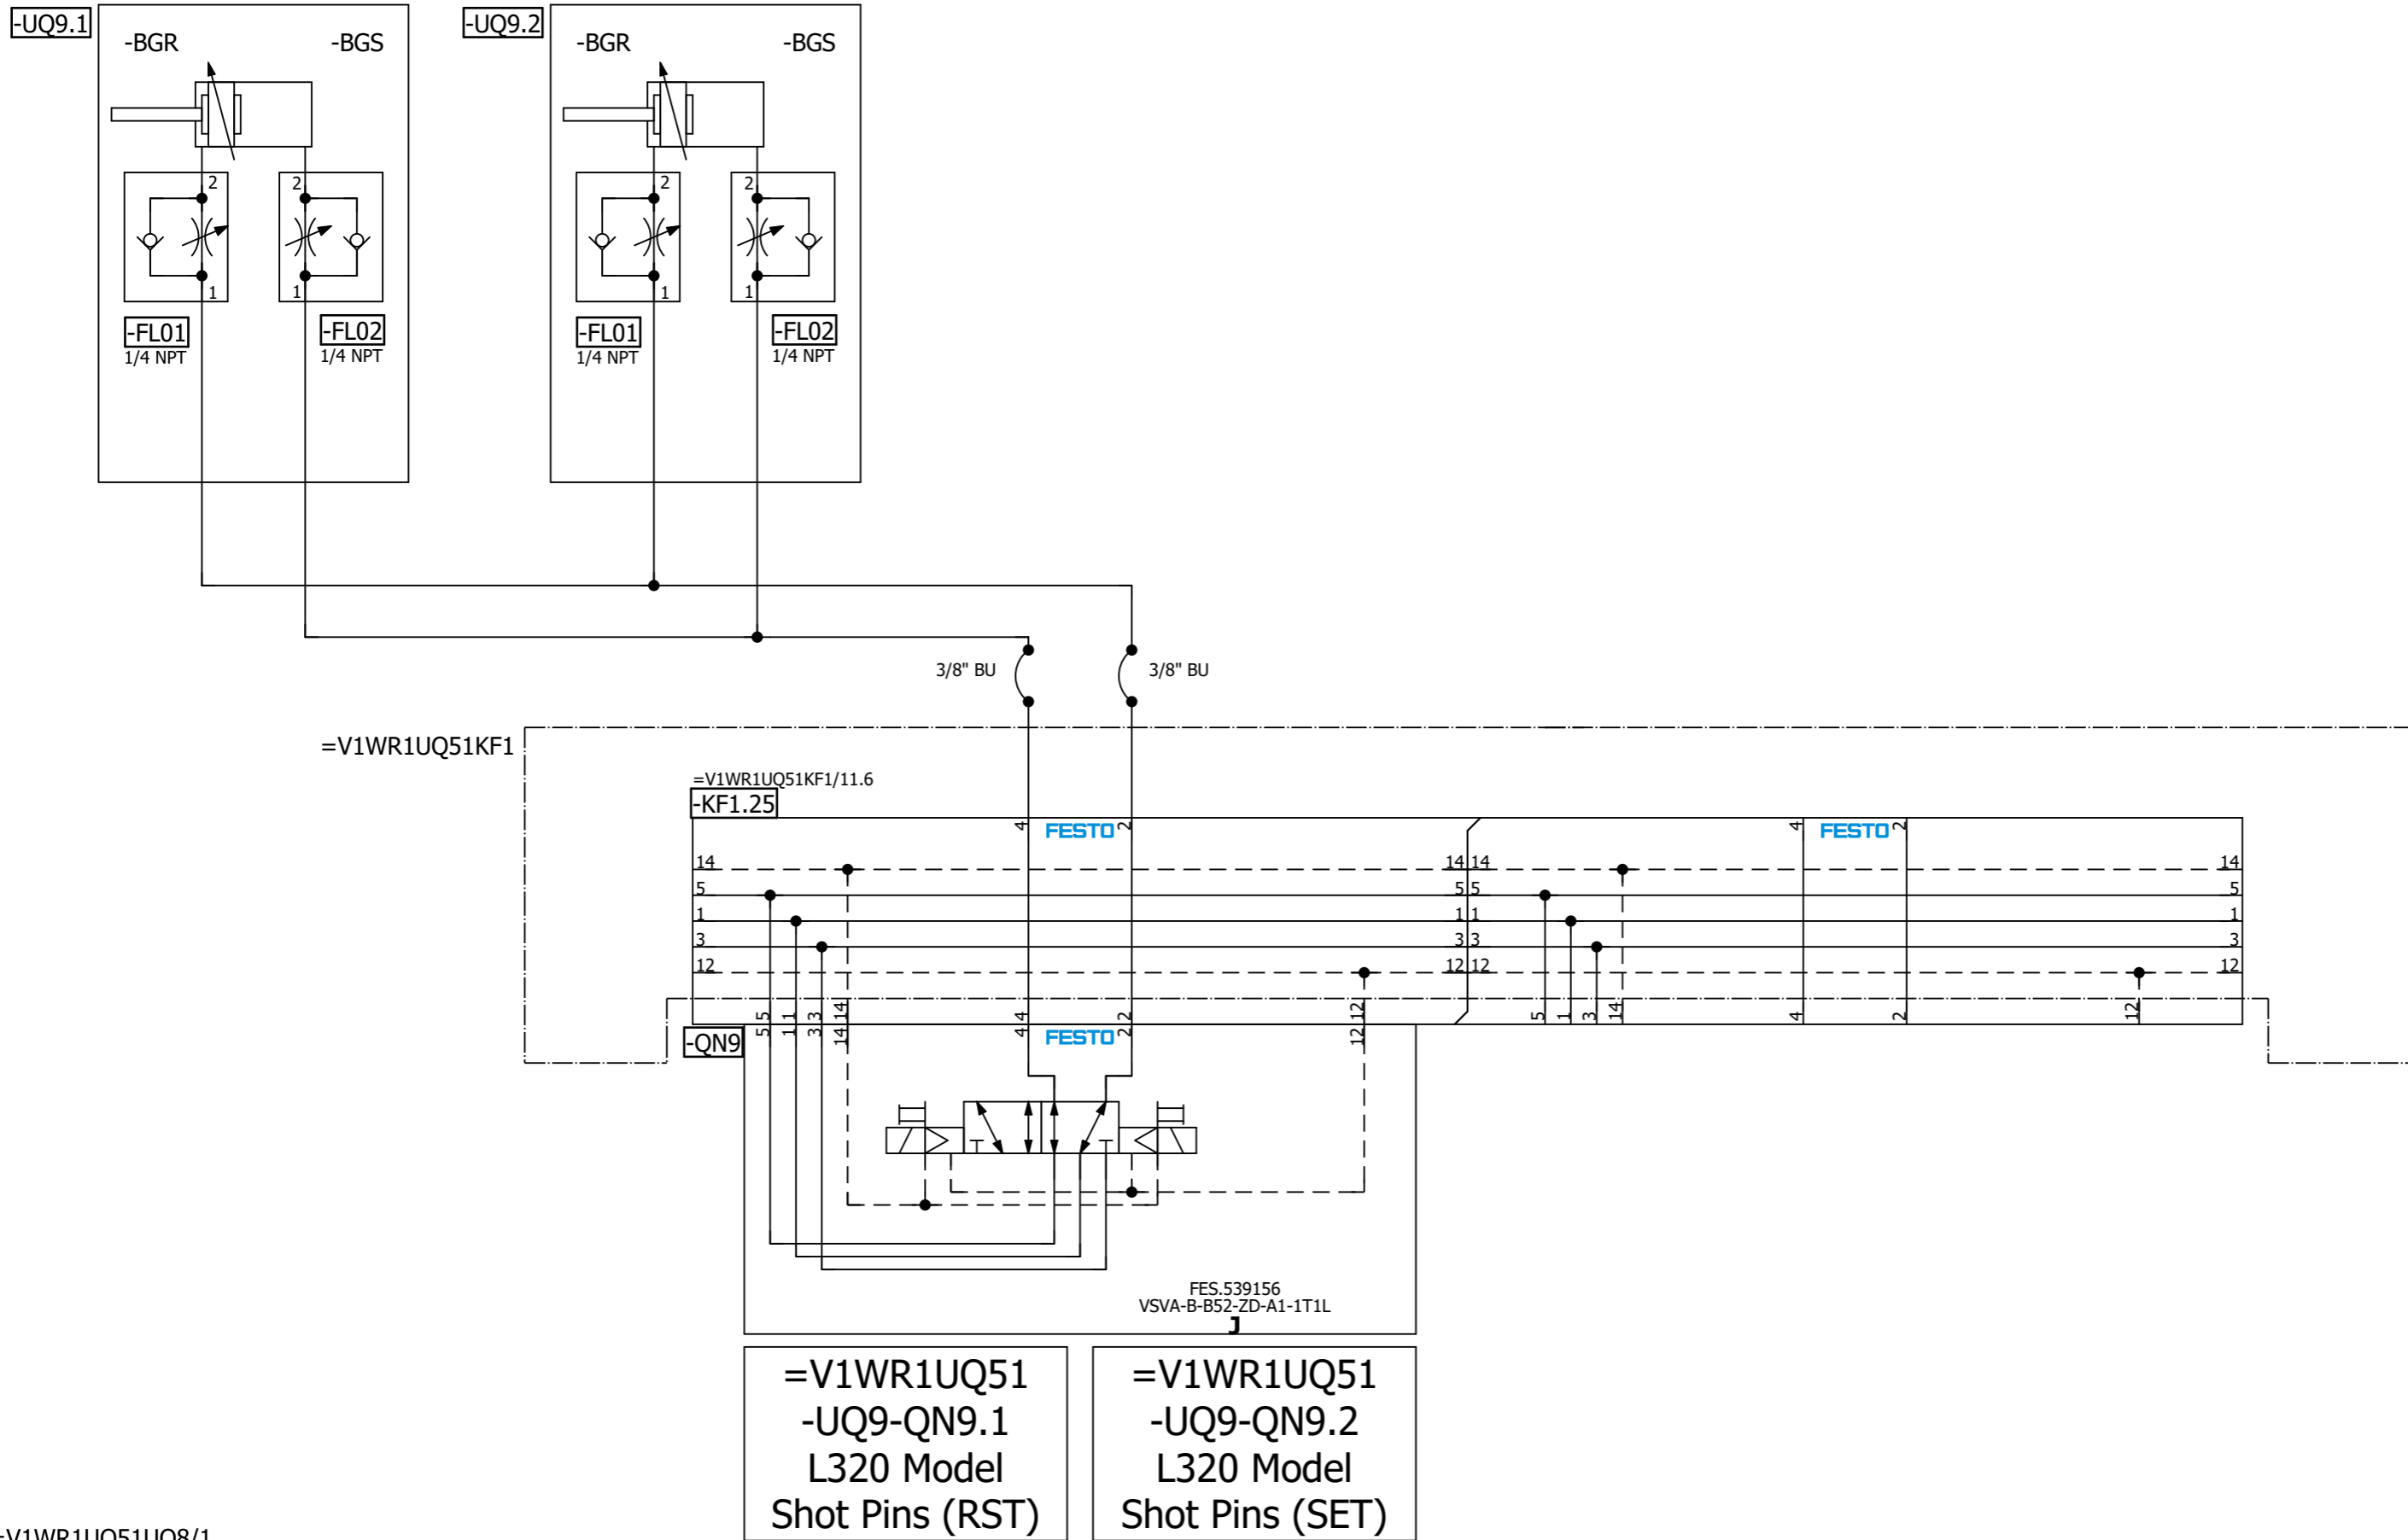 -UQ9.1
-BGR
-BGS
2
2
1
1
-FL01
1/4 NPT
-FL02
1/4 NPT
-UQ9.2
-BGR
-BGS
2
2
1
1
-FL01
1/4 NPT
-FL02
1/4 NPT
3/8" BU
3/8" BU
=V1WR1UQ51KF1
=V1WR1UQ51KF1/11.6
-KF1.25
4 FESTO 2
4 FESTO 2
14 14 14 14
5 5 5 5
1 1 1 1
3 3 3 3
12 12 12 12
5 1 3 14 4 2 12
5 1 3 14 4 2 12
-QN9
5 1 3 14 4 FESTO 2 12
FES.539156
VSVA-B-B52-ZD-A1-1T1L
J
=V1WR1UQ51
-UQ9-QN9.1
L320 Model
Shot Pins (RST)
=V1WR1UQ51
-UQ9-QN9.2
L320 Model
Shot Pins (SET)
=V1WR1UQ51UQ8/1